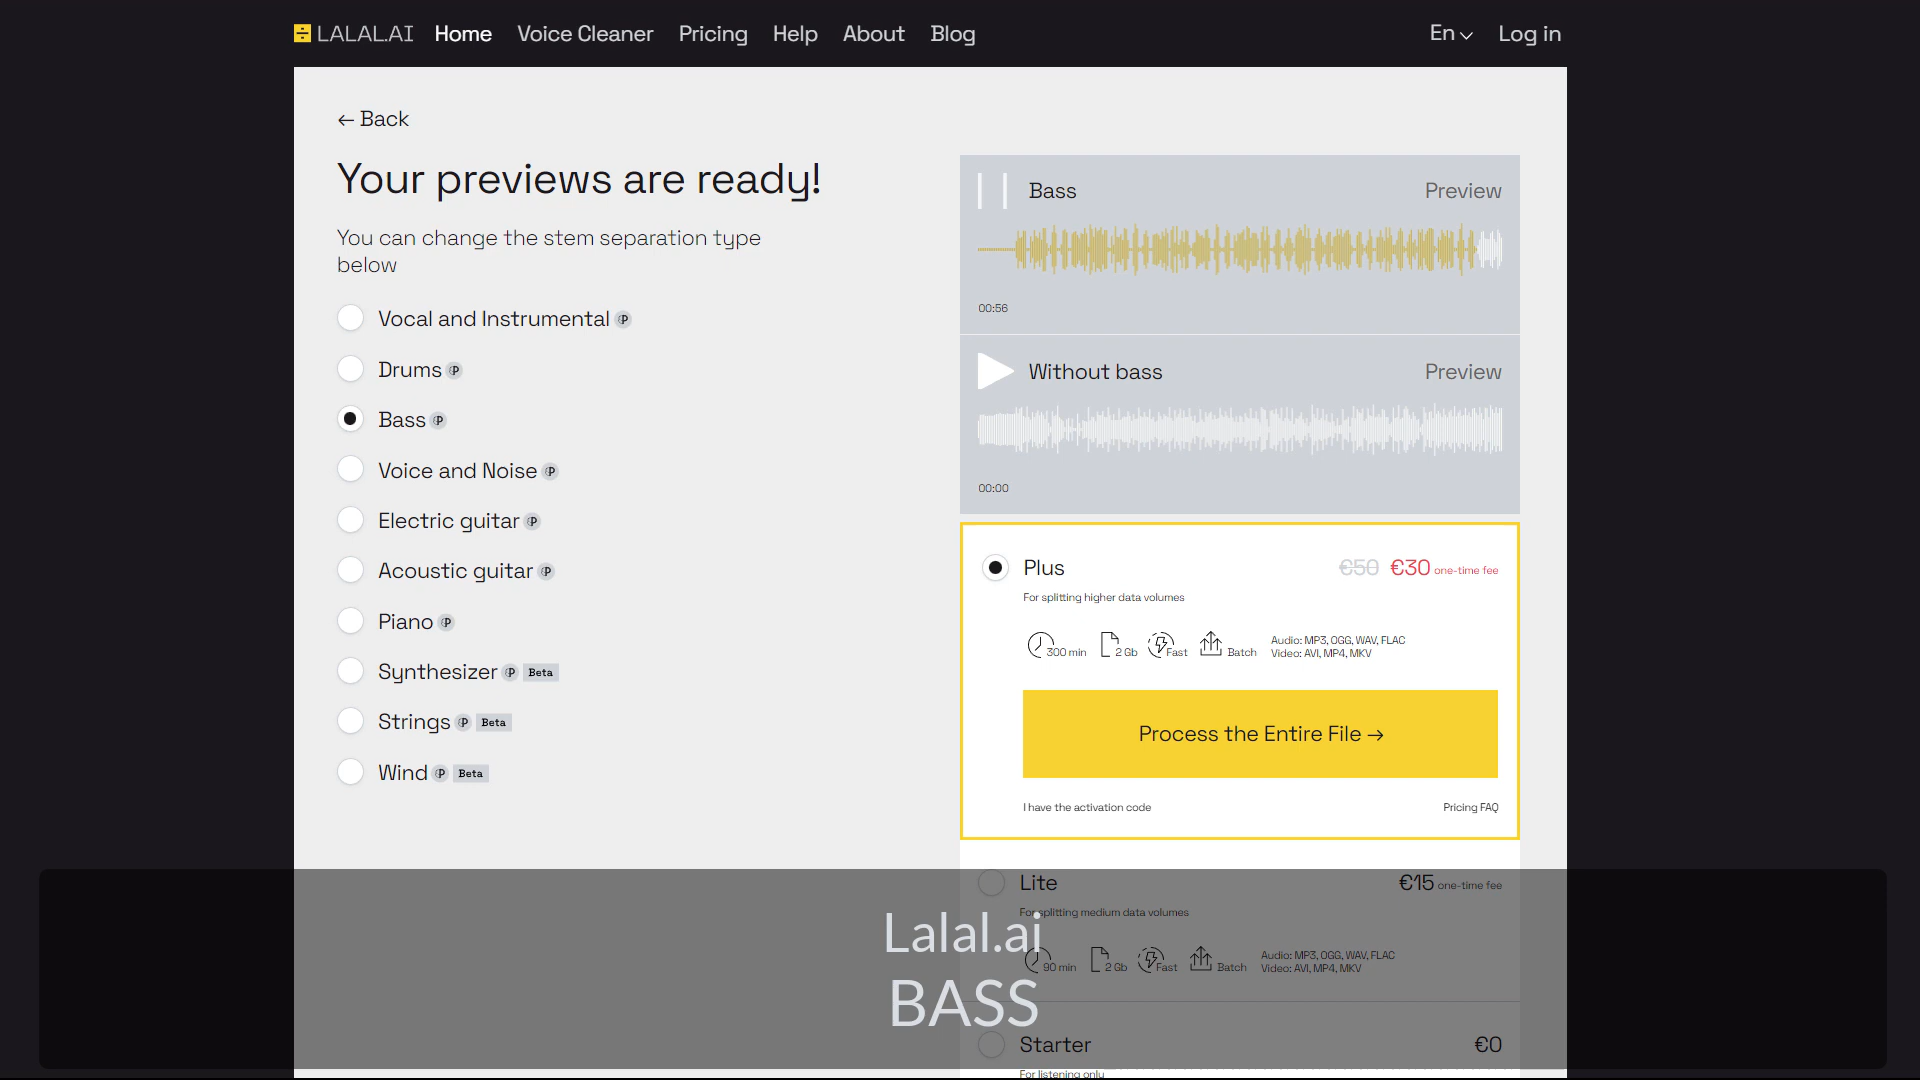 LALAL.AI Home Voice Cleaner Pricing Help About Blog En Log in
← Back
Your previews are ready!
You can change the stem separation type
below
Vocal and Instrumental P
Drums P
Bass P
Voice and Noise P
Electric guitar P
Acoustic guitar P
Piano P
Synthesizer P Beta
Strings P Beta
Wind P Beta
Bass Preview
00:56
Without bass Preview
00:00
Plus €50 €30 one-time fee
For splitting higher data volumes
300 min 2 Gb Fast Batch Audio: MP3, OGG, WAV, FLAC
Video: AVI, MP4, MKV
Process the Entire File →
I have the activation code Pricing FAQ
Lite €15 one-time fee
For splitting medium data volumes
90 min 2 Gb Fast Batch Audio: MP3, OGG, WAV, FLAC
Video: AVI, MP4, MKV
Starter €0
For listening only
Lalal.ai
BASS